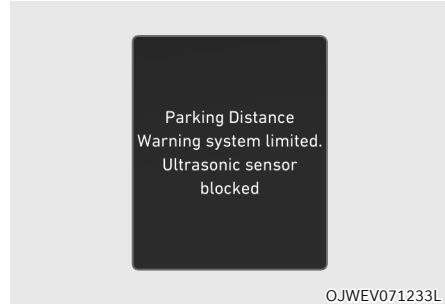 Parking Distance
Warning system limited.
Ultrasonic sensor
blocked
OJWEV071233L